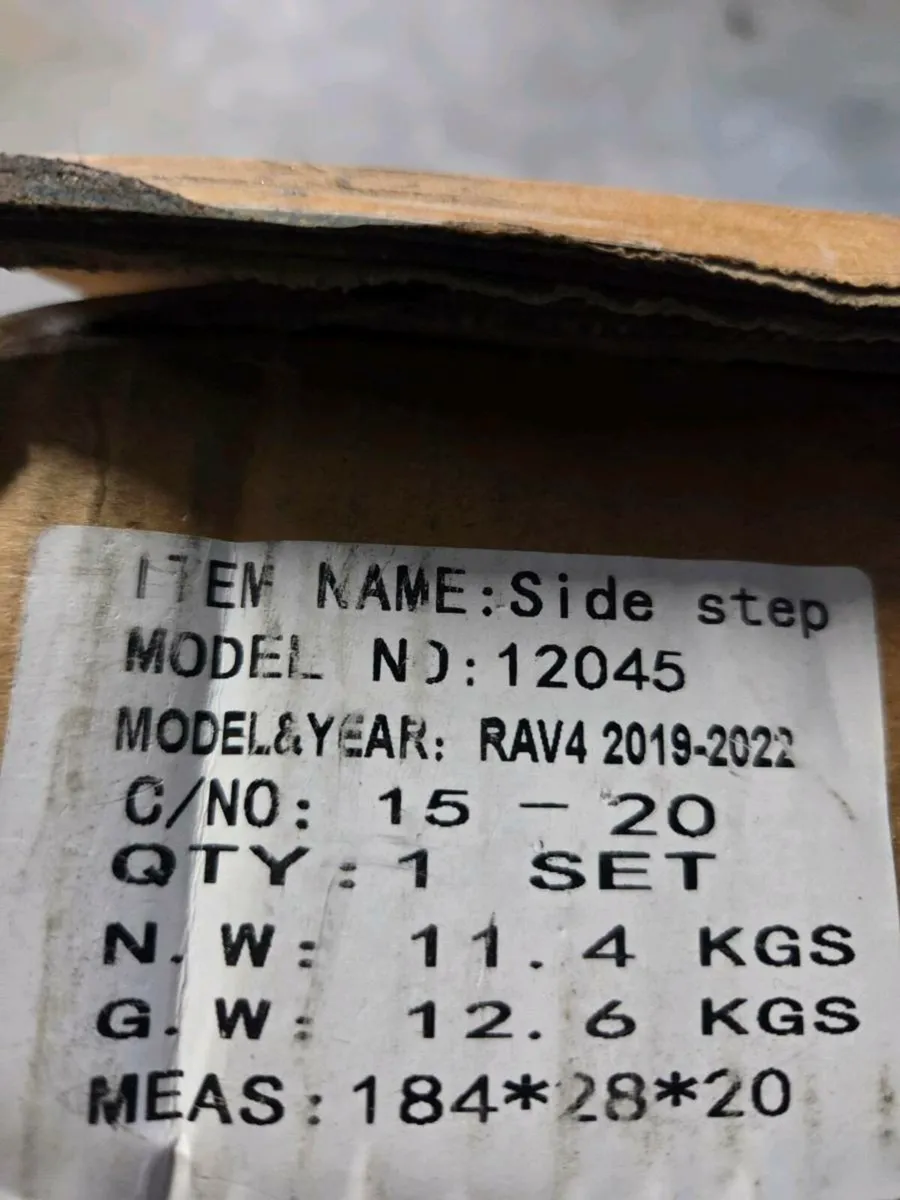 ITEM NAME:Side step
MODEL NO:12045
MODEL&YEAR: RAV4 2019-2022
C/NO: 15 - 20
QTY:1 SET
N.W: 11.4 KGS
G.W: 12.6 KGS
MEAS:184*28*20